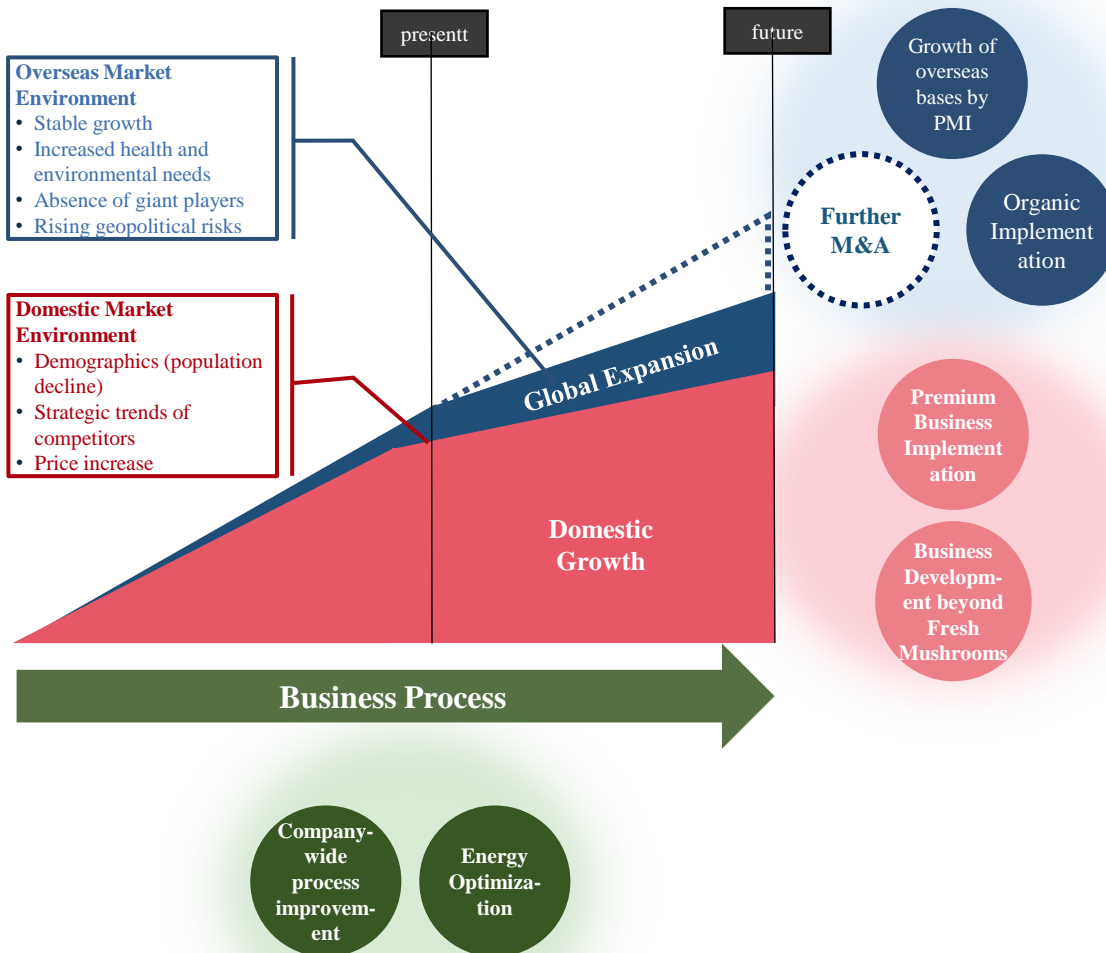 presentt
future
Overseas Market
Environment
• Stable growth
• Increased health and
environmental needs
• Absence of giant players
• Rising geopolitical risks
Domestic Market
Environment
• Demographics (population
decline)
• Strategic trends of
competitors
• Price increase
Global Expansion
Domestic
Growth
Growth of
overseas
bases by
PMI
Further
M&A
Organic
Implement
ation
Premium
Business
Implement
ation
Business
Develop-
ment beyond
Fresh
Mushrooms
Business Process
Company-
wide
process
improvem-
ent
Energy
Optimiza-
tion